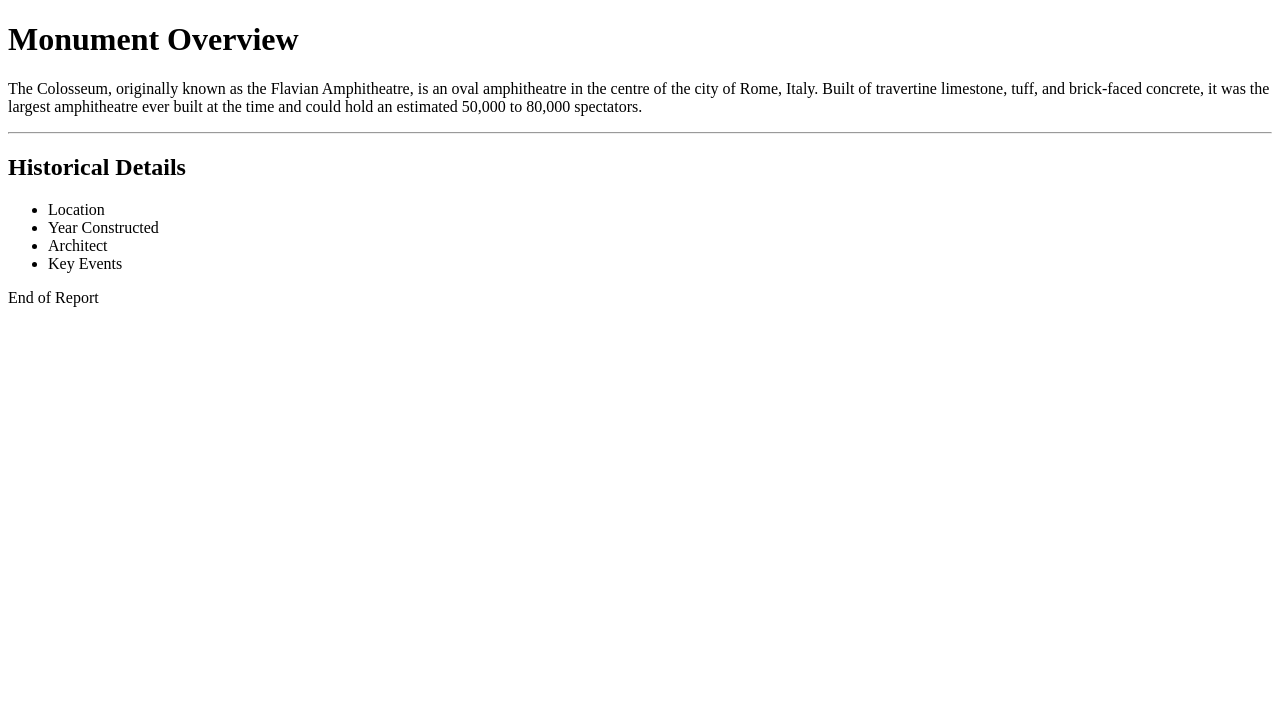 Monument Overview
The Colosseum, originally known as the Flavian Amphitheatre, is an oval amphitheatre in the centre of the city of Rome, Italy. Built of travertine limestone, tuff, and brick-faced concrete, it was the
largest amphitheatre ever built at the time and could hold an estimated 50,000 to 80,000 spectators.
Historical Details
• Location
• Year Constructed
• Architect
• Key Events
End of Report